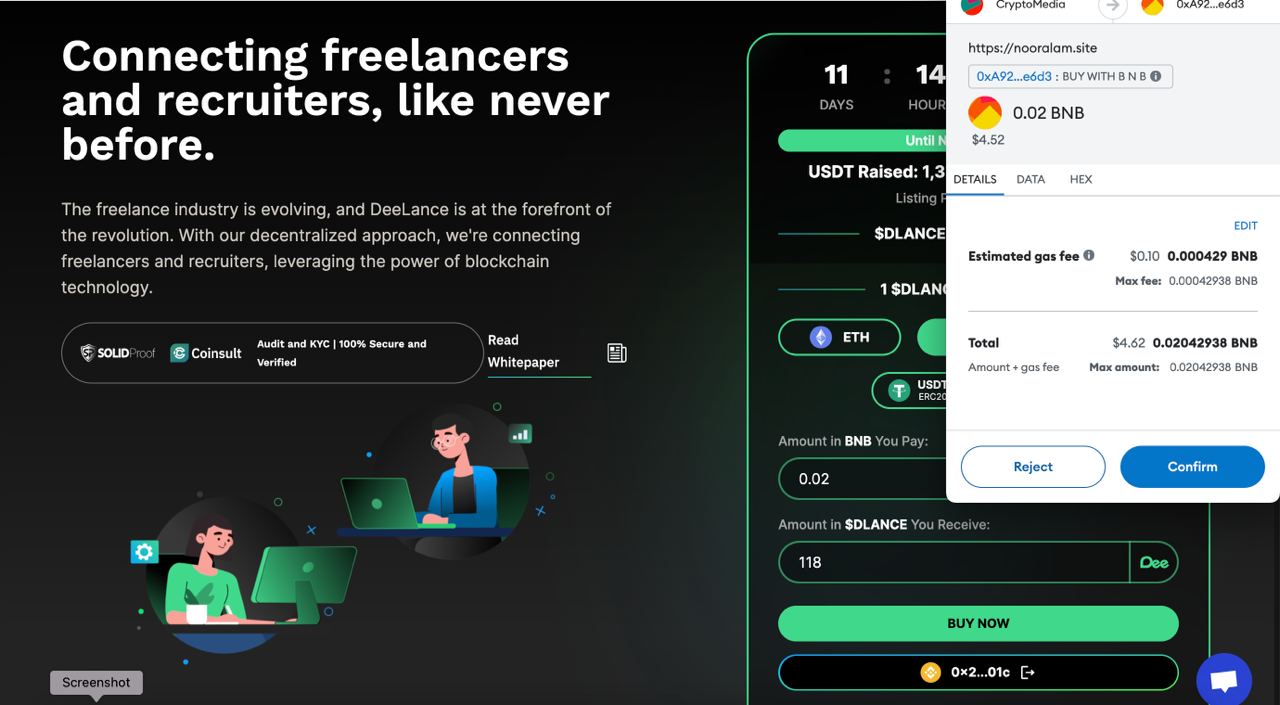 Connecting freelancers
and recruiters, like never
before.
The freelance industry is evolving, and DeeLance is at the forefront of
the revolution. With our decentralized approach, we're connecting
freelancers and recruiters, leveraging the power of blockchain
technology.
SOLIDProof
Coinsult
Audit and KYC | 100% Secure and
Verified
Read
Whitepaper
Screenshot
11 : 14
DAYS HOUR
Until N
USDT Raised: 1,3
Listing P
$DLANCE
1 $DLANC
ETH
USDT
ERC20
Amount in BNB You Pay:
0.02
Amount in $DLANCE You Receive:
118
Dee
BUY NOW
0×2...01c
CryptoMedia
0xA92...e6d3
https://nooralam.site
0xA92...e6d3 : BUY WITH B N B
0.02 BNB
$4.52
DETAILS DATA HEX
EDIT
Estimated gas fee $0.10 0.000429 BNB
Max fee: 0.00042938 BNB
Total $4.62 0.02042938 BNB
Amount + gas fee Max amount: 0.02042938 BNB
Reject Confirm